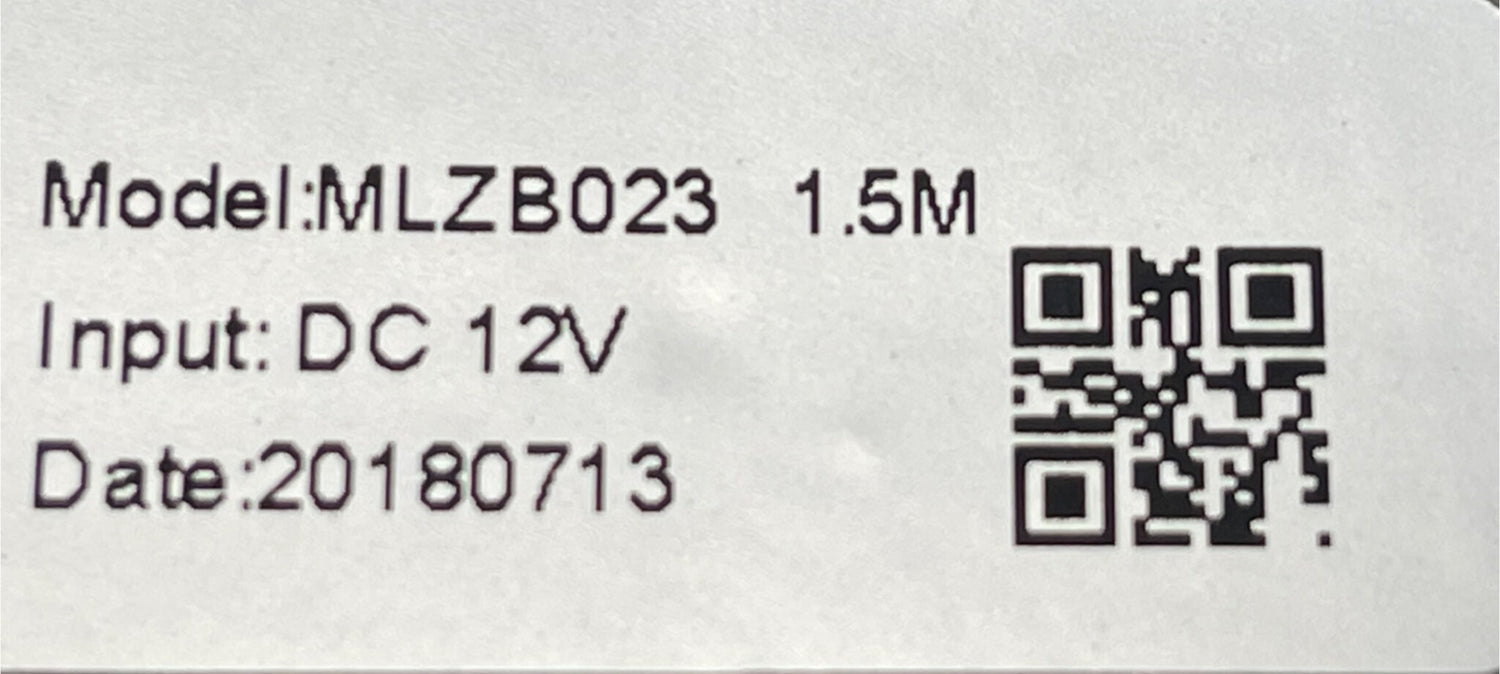 Model:MLZB023 1.5M
Input: DC 12V
Date:20180713